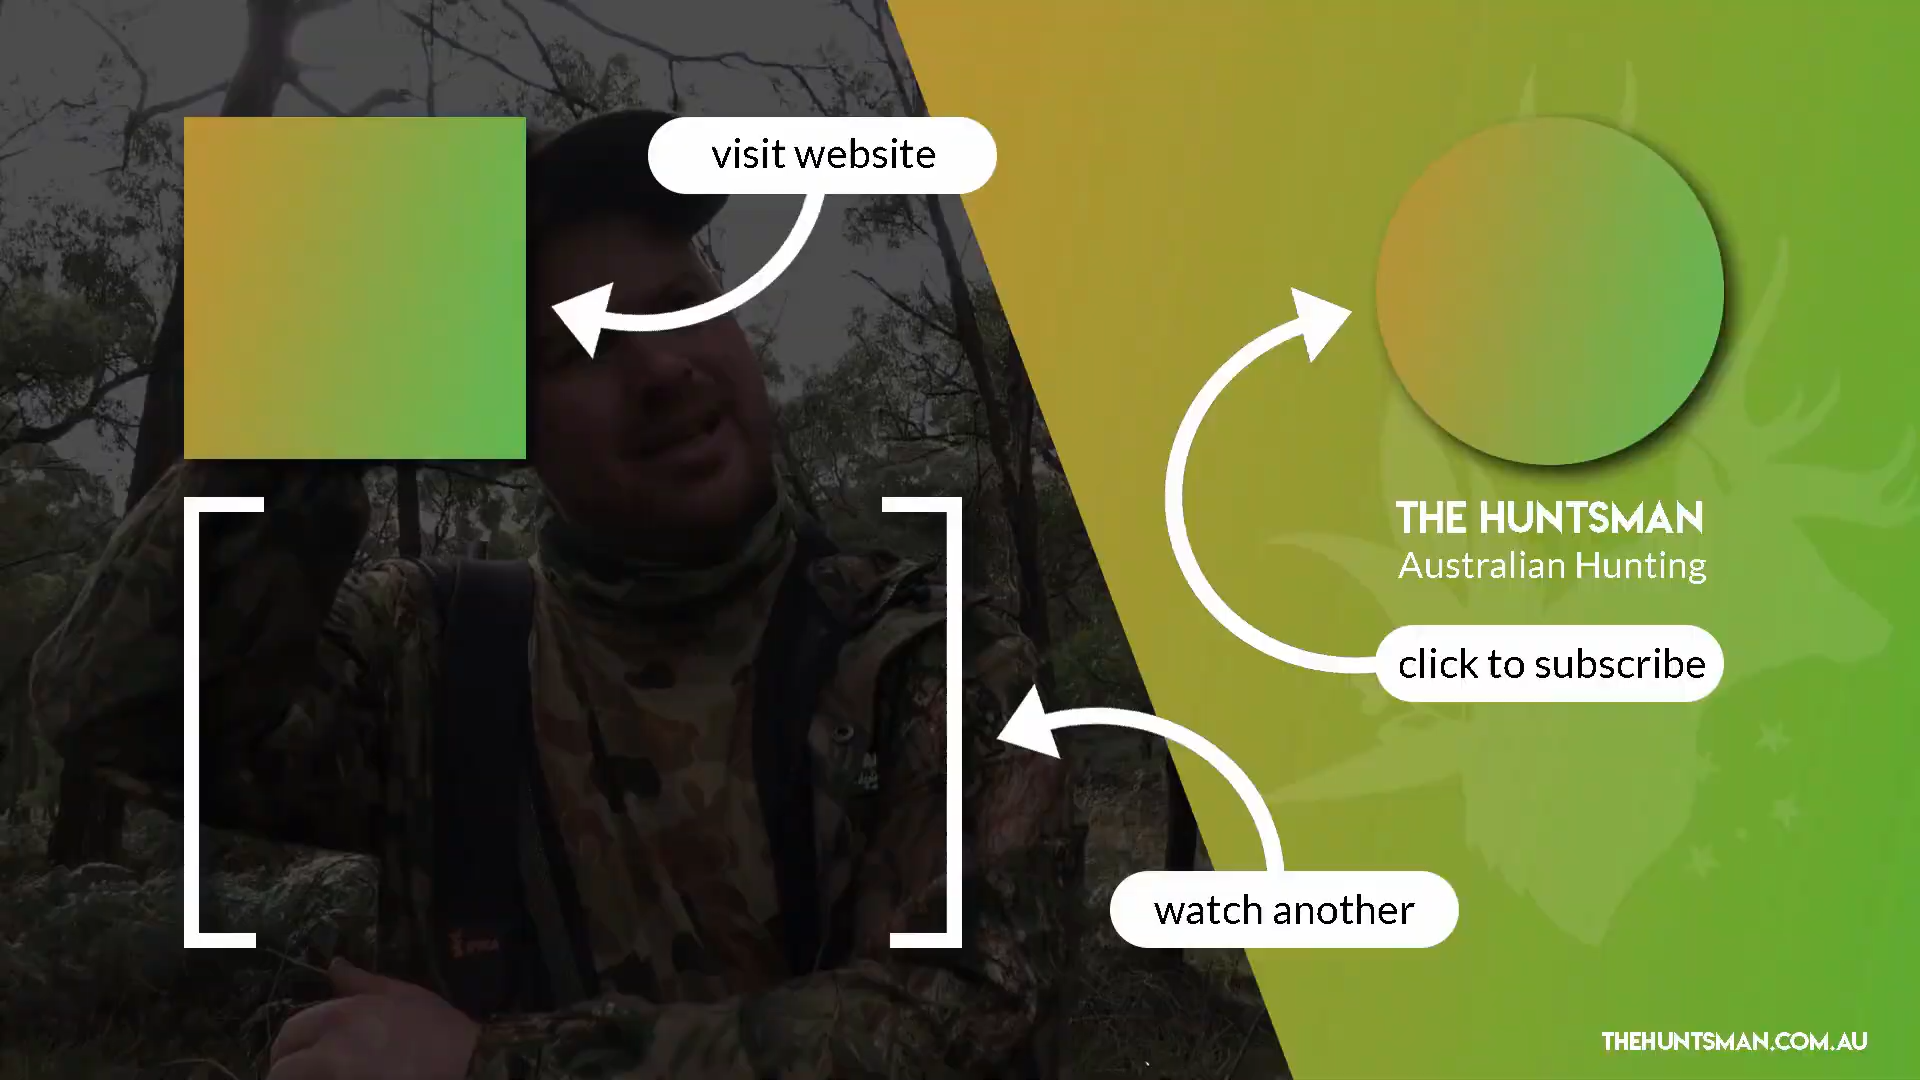 visit website
THE HUNTSMAN
Australian Hunting
click to subscribe
watch another
THEHUNTSMAN.COM.AU